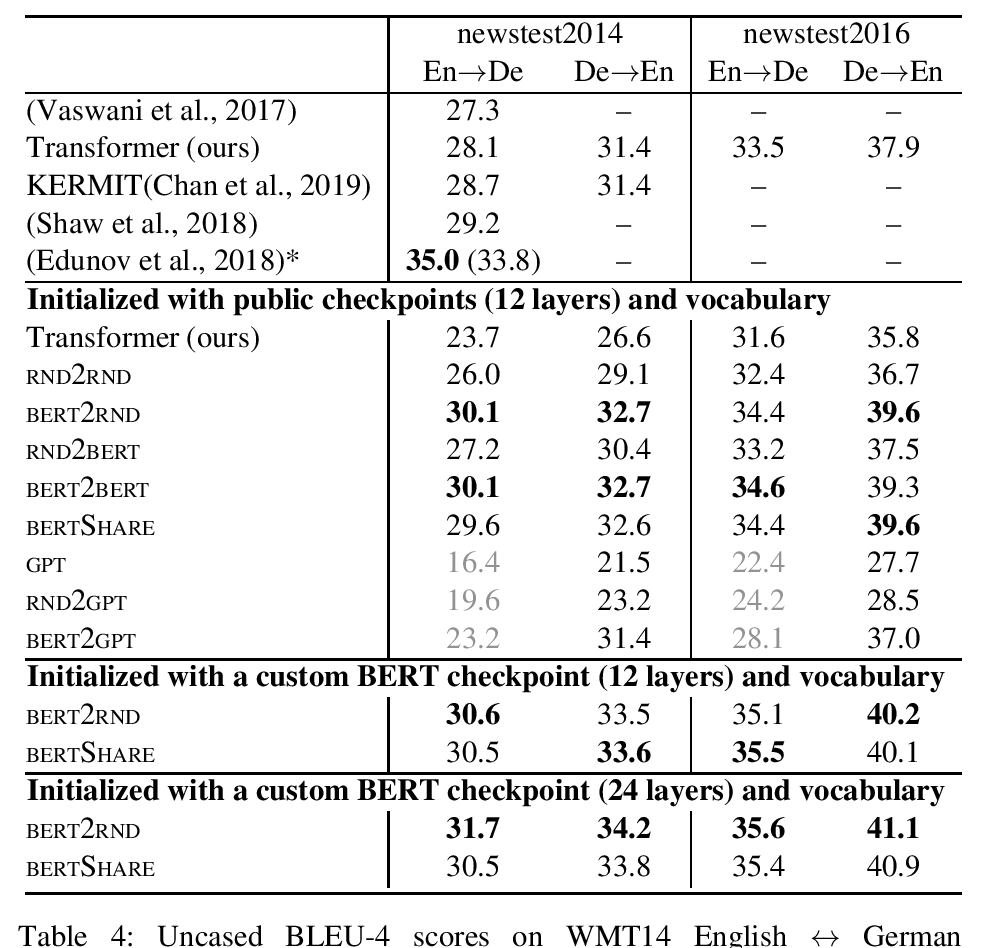 newstest2014 newstest2016
En→De De→En En→De De→En
(Vaswani et al., 2017) 27.3 – – –
Transformer (ours) 28.1 31.4 33.5 37.9
KERMIT(Chan et al., 2019) 28.7 31.4 – –
(Shaw et al., 2018) 29.2 – – –
(Edunov et al., 2018)* 35.0 (33.8) – – –
Initialized with public checkpoints (12 layers) and vocabulary
Transformer (ours) 23.7 26.6 31.6 35.8
RND2RND 26.0 29.1 32.4 36.7
BERT2RND 30.1 32.7 34.4 39.6
RND2BERT 27.2 30.4 33.2 37.5
BERT2BERT 30.1 32.7 34.6 39.3
BERTSHARE 29.6 32.6 34.4 39.6
GPT 16.4 21.5 22.4 27.7
RND2GPT 19.6 23.2 24.2 28.5
BERT2GPT 23.2 31.4 28.1 37.0
Initialized with a custom BERT checkpoint (12 layers) and vocabulary
BERT2RND 30.6 33.5 35.1 40.2
BERTSHARE 30.5 33.6 35.5 40.1
Initialized with a custom BERT checkpoint (24 layers) and vocabulary
BERT2RND 31.7 34.2 35.6 41.1
BERTSHARE 30.5 33.8 35.4 40.9
Table 4: Uncased BLEU-4 scores on WMT14 English ↔ German